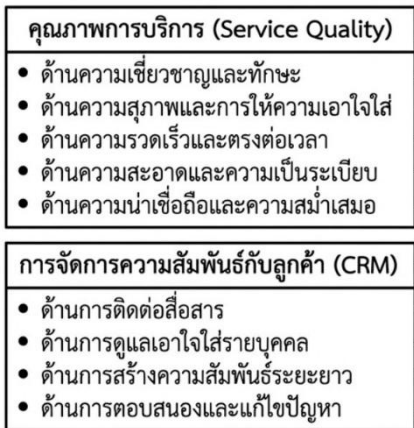 คุณภาพการบริการ (Service Quality)
• ด้านความเชี่ยวชาญและทักษะ
• ด้านความสุภาพและการให้ความเอาใจใส่
• ด้านความรวดเร็วและตรงต่อเวลา
• ด้านความสะอาดและความเป็นระเบียบ
• ด้านความน่าเชื่อถือและความสม่ำเสมอ
การจัดการความสัมพันธ์กับลูกค้า (CRM)
• ด้านการติดต่อสื่อสาร
• ด้านการดูแลเอาใจใส่รายบุคคล
• ด้านการสร้างความสัมพันธ์ระยะยาว
• ด้านการตอบสนองและแก้ไขปัญหา